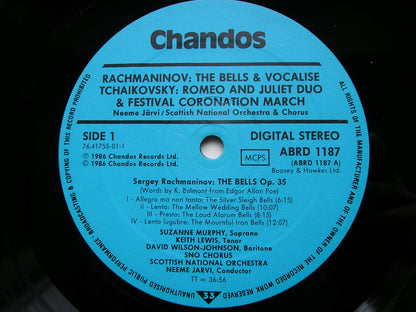 Chandos
RACHMANINOV: THE BELLS & VOCALISE
TCHAIKOVSKY: ROMEO AND JULIET DUO
& FESTIVAL CORONATION MARCH
Neeme Järvi/Scottish National Orchestra & Chorus
SIDE 1
76.41755-01-1
DIGITAL STEREO
ABRD 1187
(ABRD 1187 A)
℗ 1986 Chandos Records Ltd.
© 1986 Chandos Records Ltd.
MCPS
Boosey & Hawkes Ltd.
Sergey Rachmaninov: THE BELLS Op. 35
(Words by K. Balmont from Edgar Allan Poe)
I - Allegro ma non tanto: The Silver Sleigh Bells (6:15)
II - Lento: The Mellow Wedding Bells (10:07)
III - Presto: The Loud Alarum Bells (8:15)
IV - Lento lugubre: The Mournful Iron Bells (12:07)
SUZANNE MURPHY, Soprano
KEITH LEWIS, Tenor
DAVID WILSON-JOHNSON, Baritone
SNO CHORUS
SCOTTISH NATIONAL ORCHESTRA
NEEME JARVI, Conductor
TT = 36:56
33
ALL RIGHTS OF THE MANUFACTURER AND OF THE OWNER OF THE RECORDED WORK RESERVED
UNAUTHORISED PUBLIC PERFORMANCE, BROADCASTING & COPYING OF THIS RECORD PROHIBITED